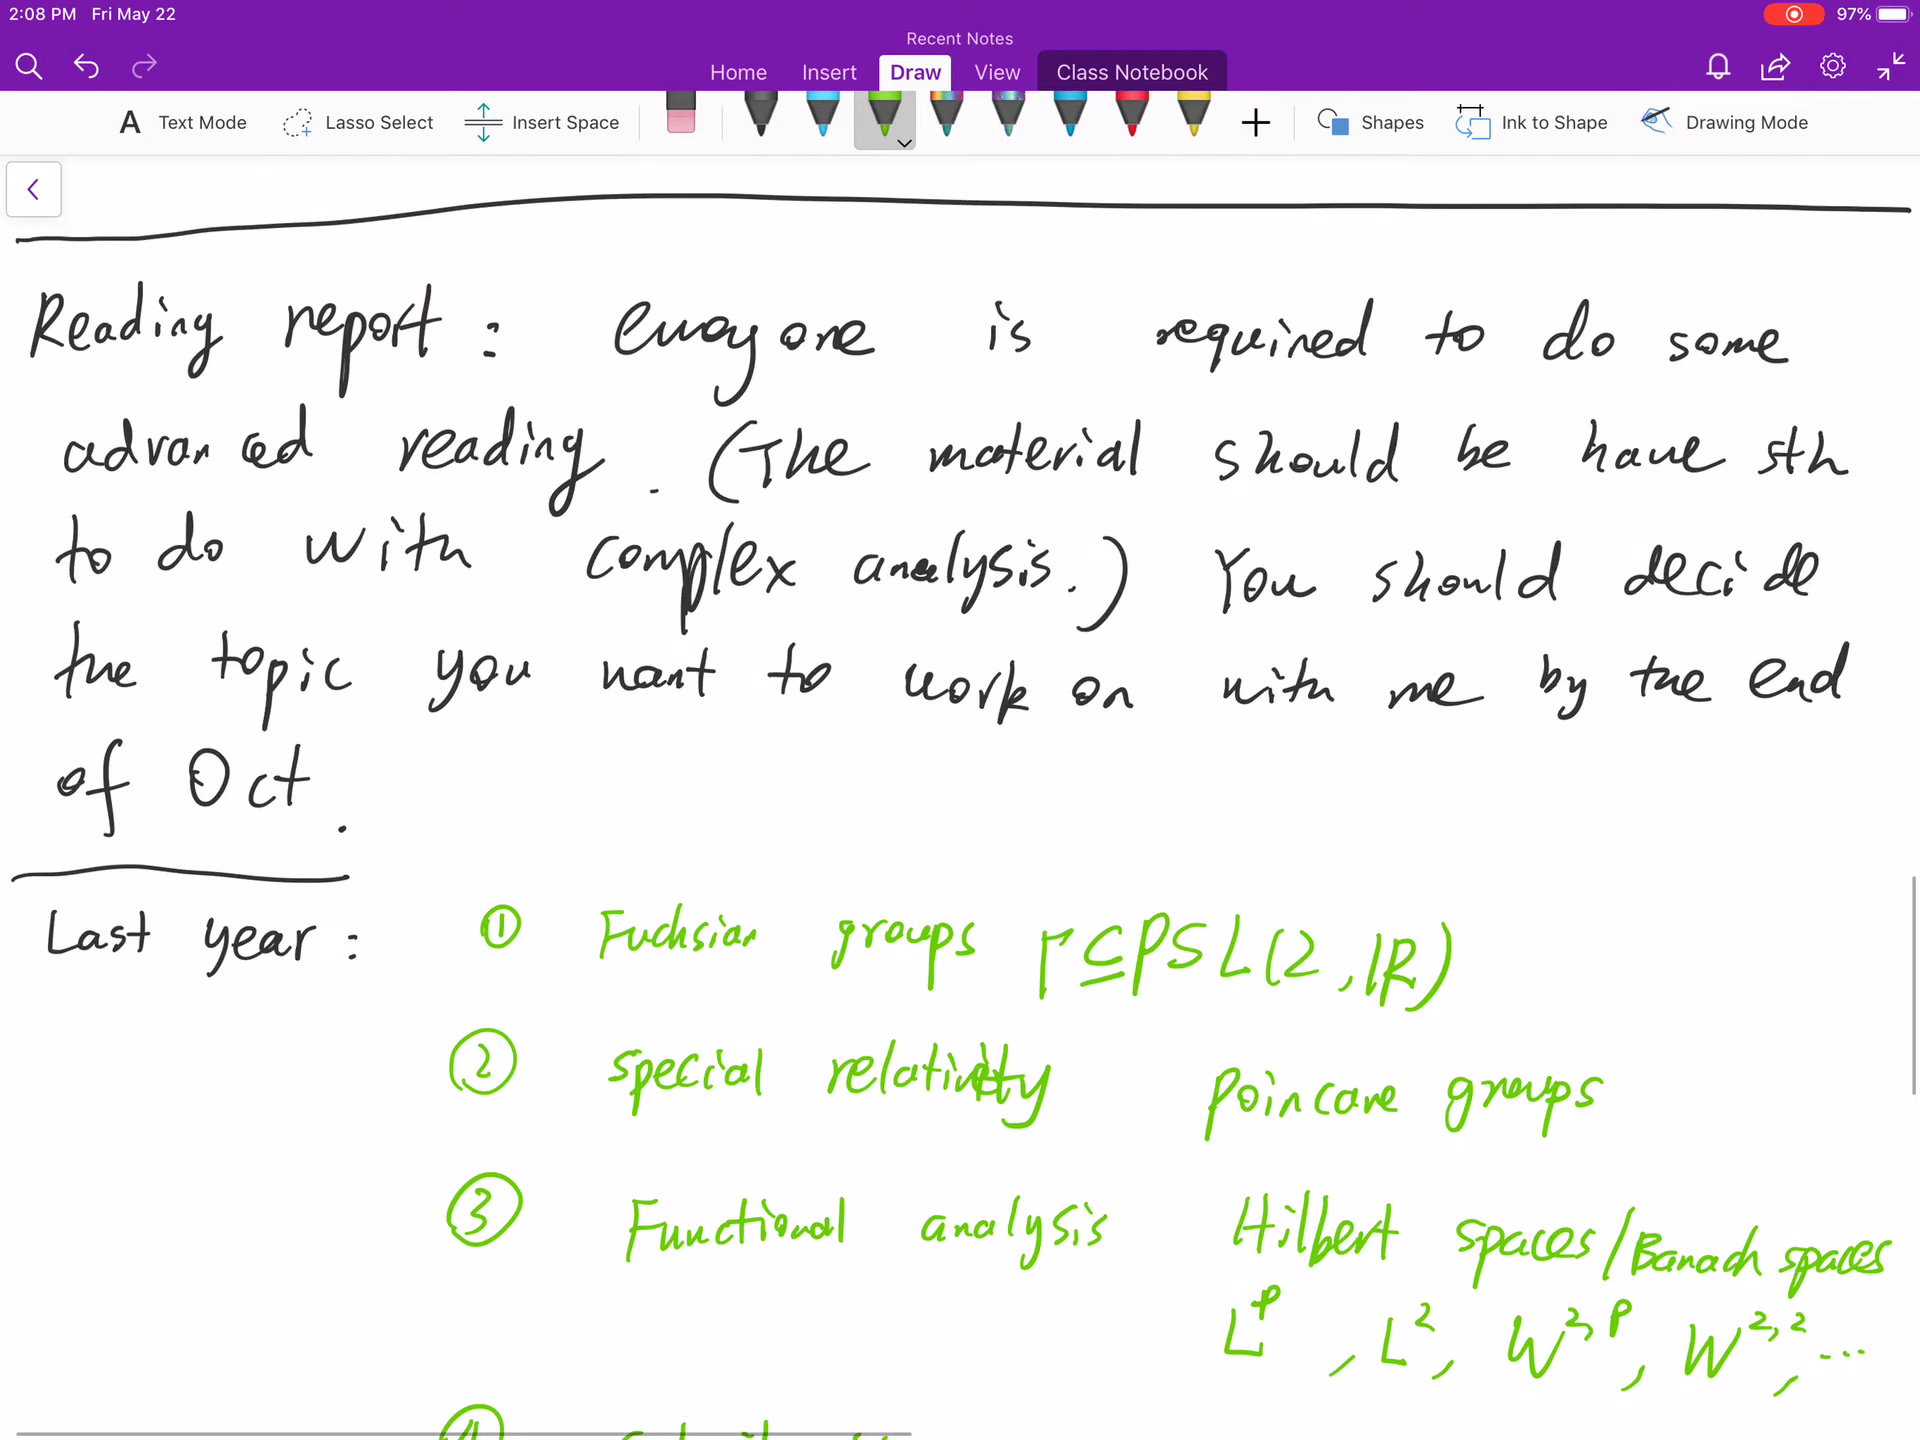 2:08 PM Fri May 22 97%
Recent Notes
Home Insert Draw View Class Notebook
A Text Mode Lasso Select Insert Space Shapes Ink to Shape Drawing Mode
Reading report : everyone is required to do some
advanced reading. (The material should be have sth
to do with complex analysis.) You should decide
the topic you want to work on with me by the end
of Oct.
Last year : ① Fuchsian groups Γ ⊆ PSL(2, ℝ)
② special relativity Poincare groups
③ Functional analysis Hilbert spaces/Banach spaces
L^p, L^2, W^{2,p}, W^{2,2}, ...